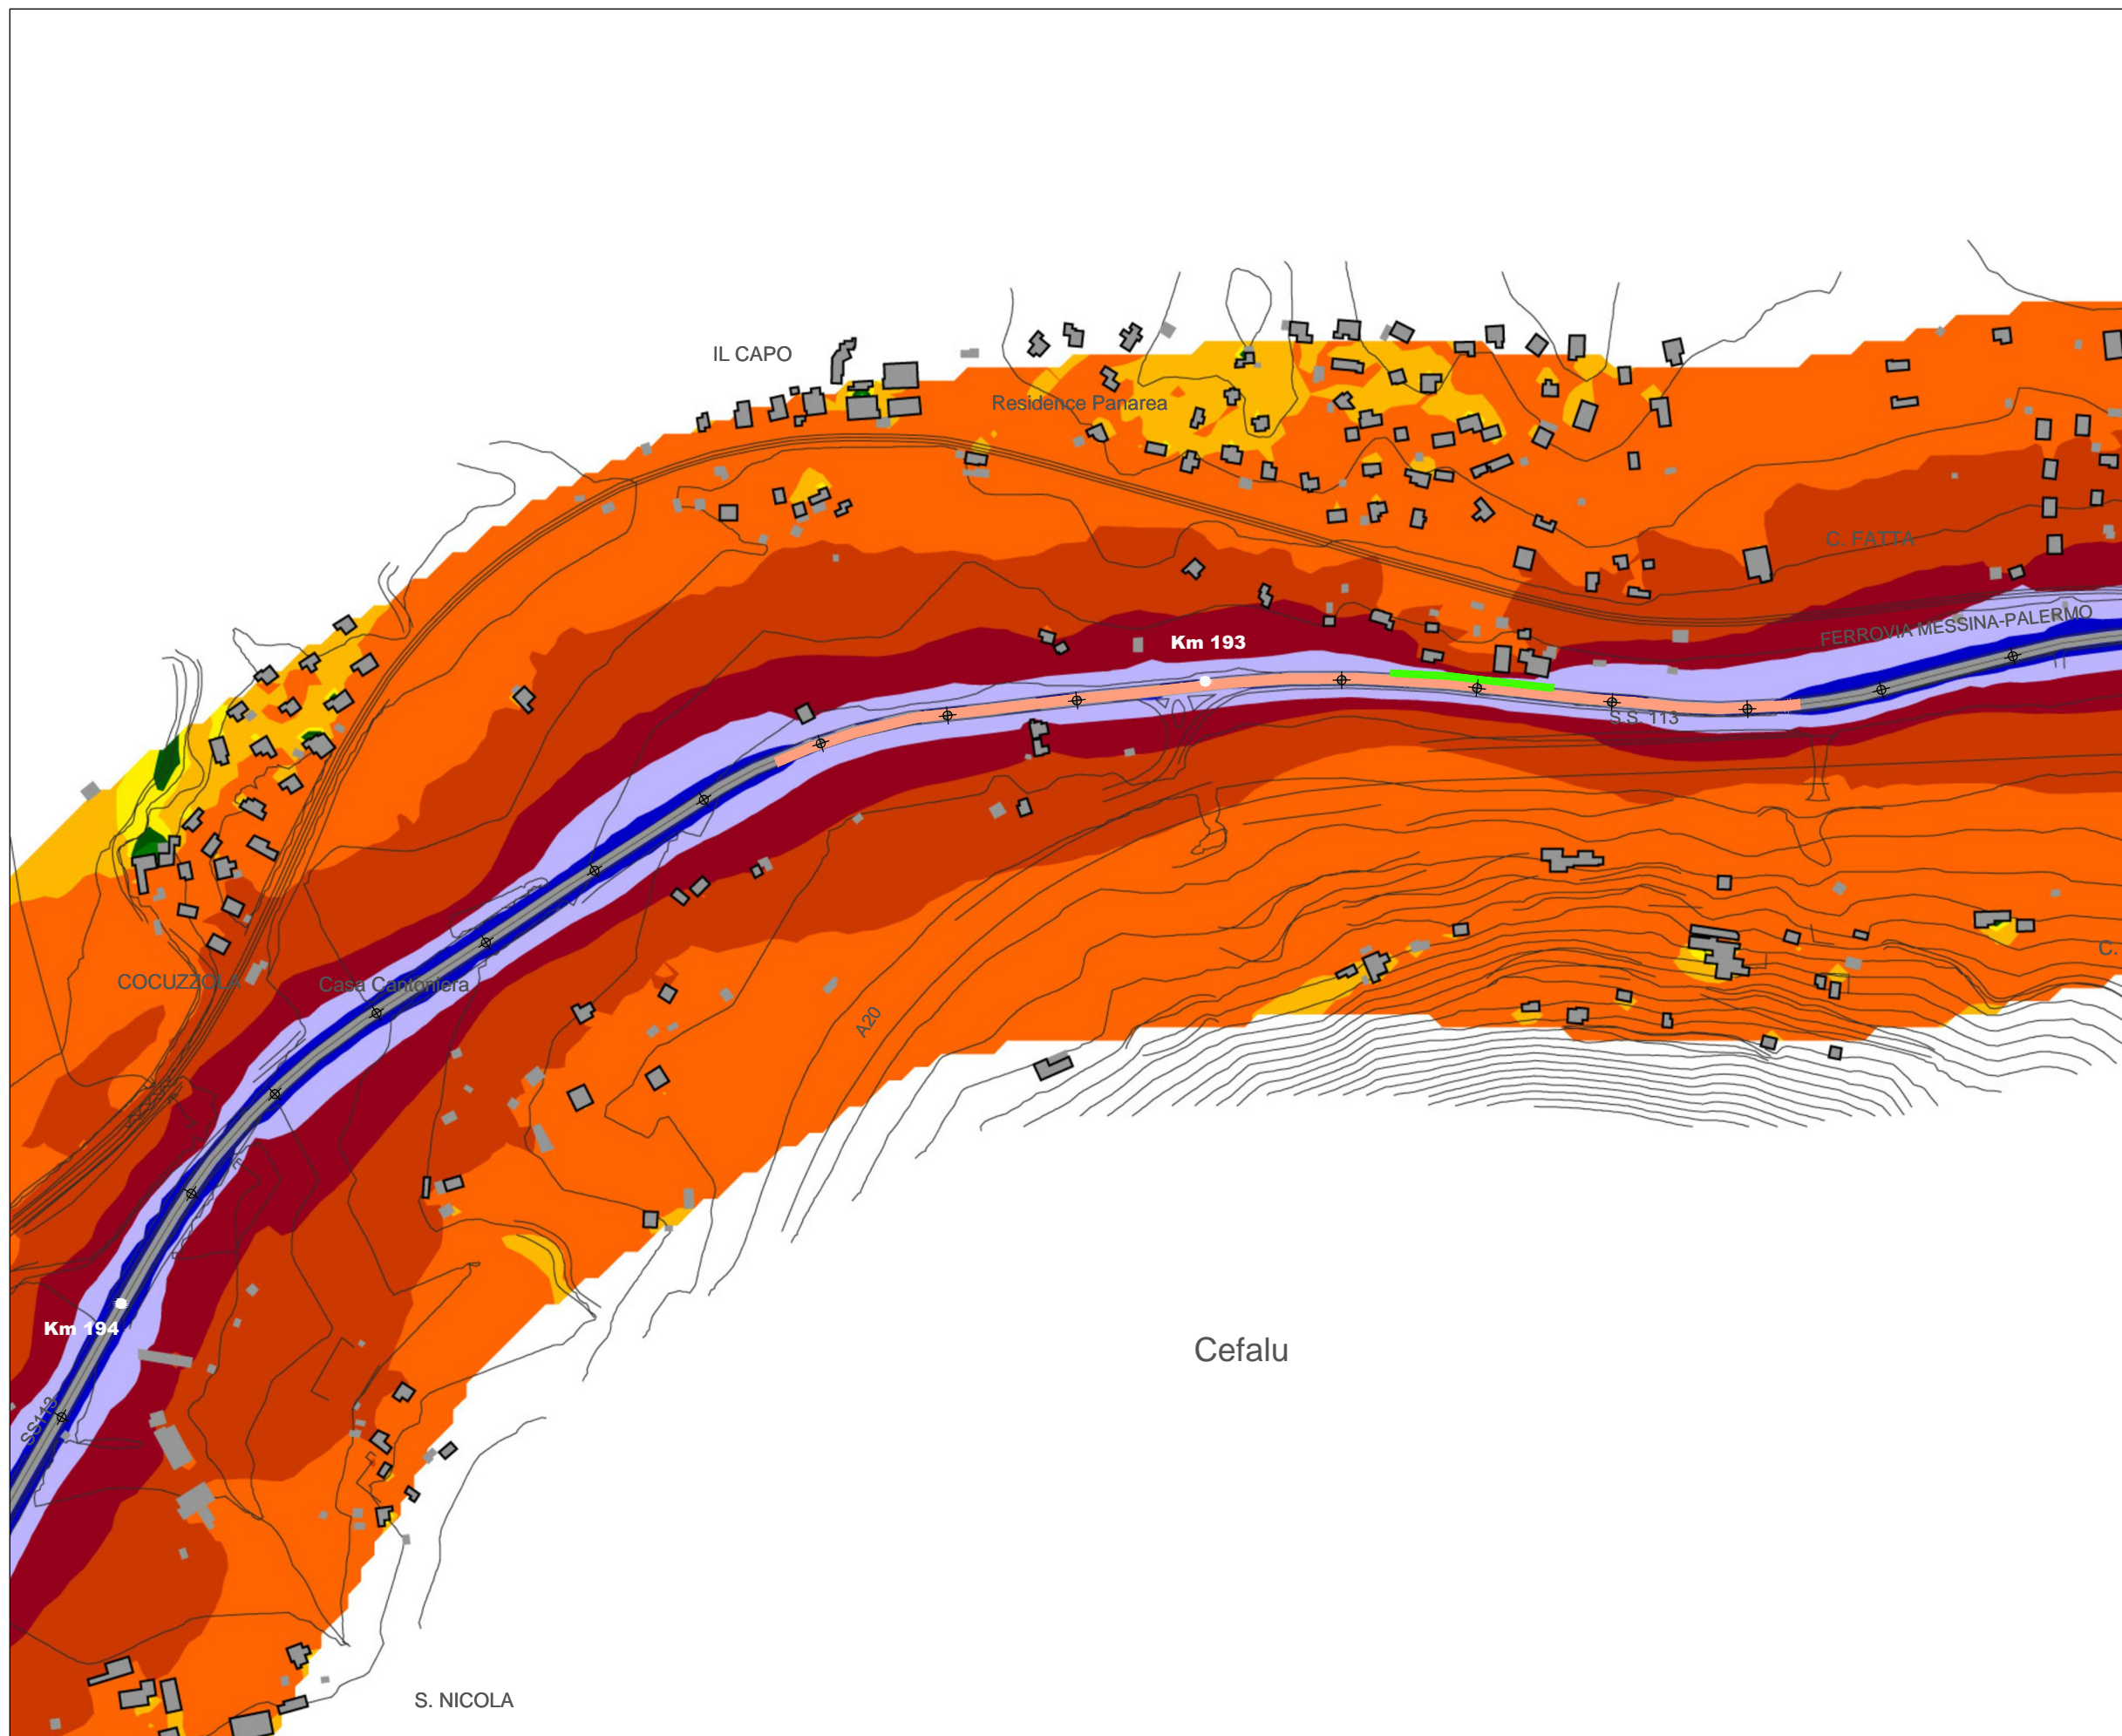 IL CAPO
Residence Panarea
C. FATTA
FERROVIA MESSINA-PALERMO
Km 193
S.S. 113
C.
COCUZZOLA
Casa Cantoniera
A20
Km 194
Cefalu
SS113
S. NICOLA